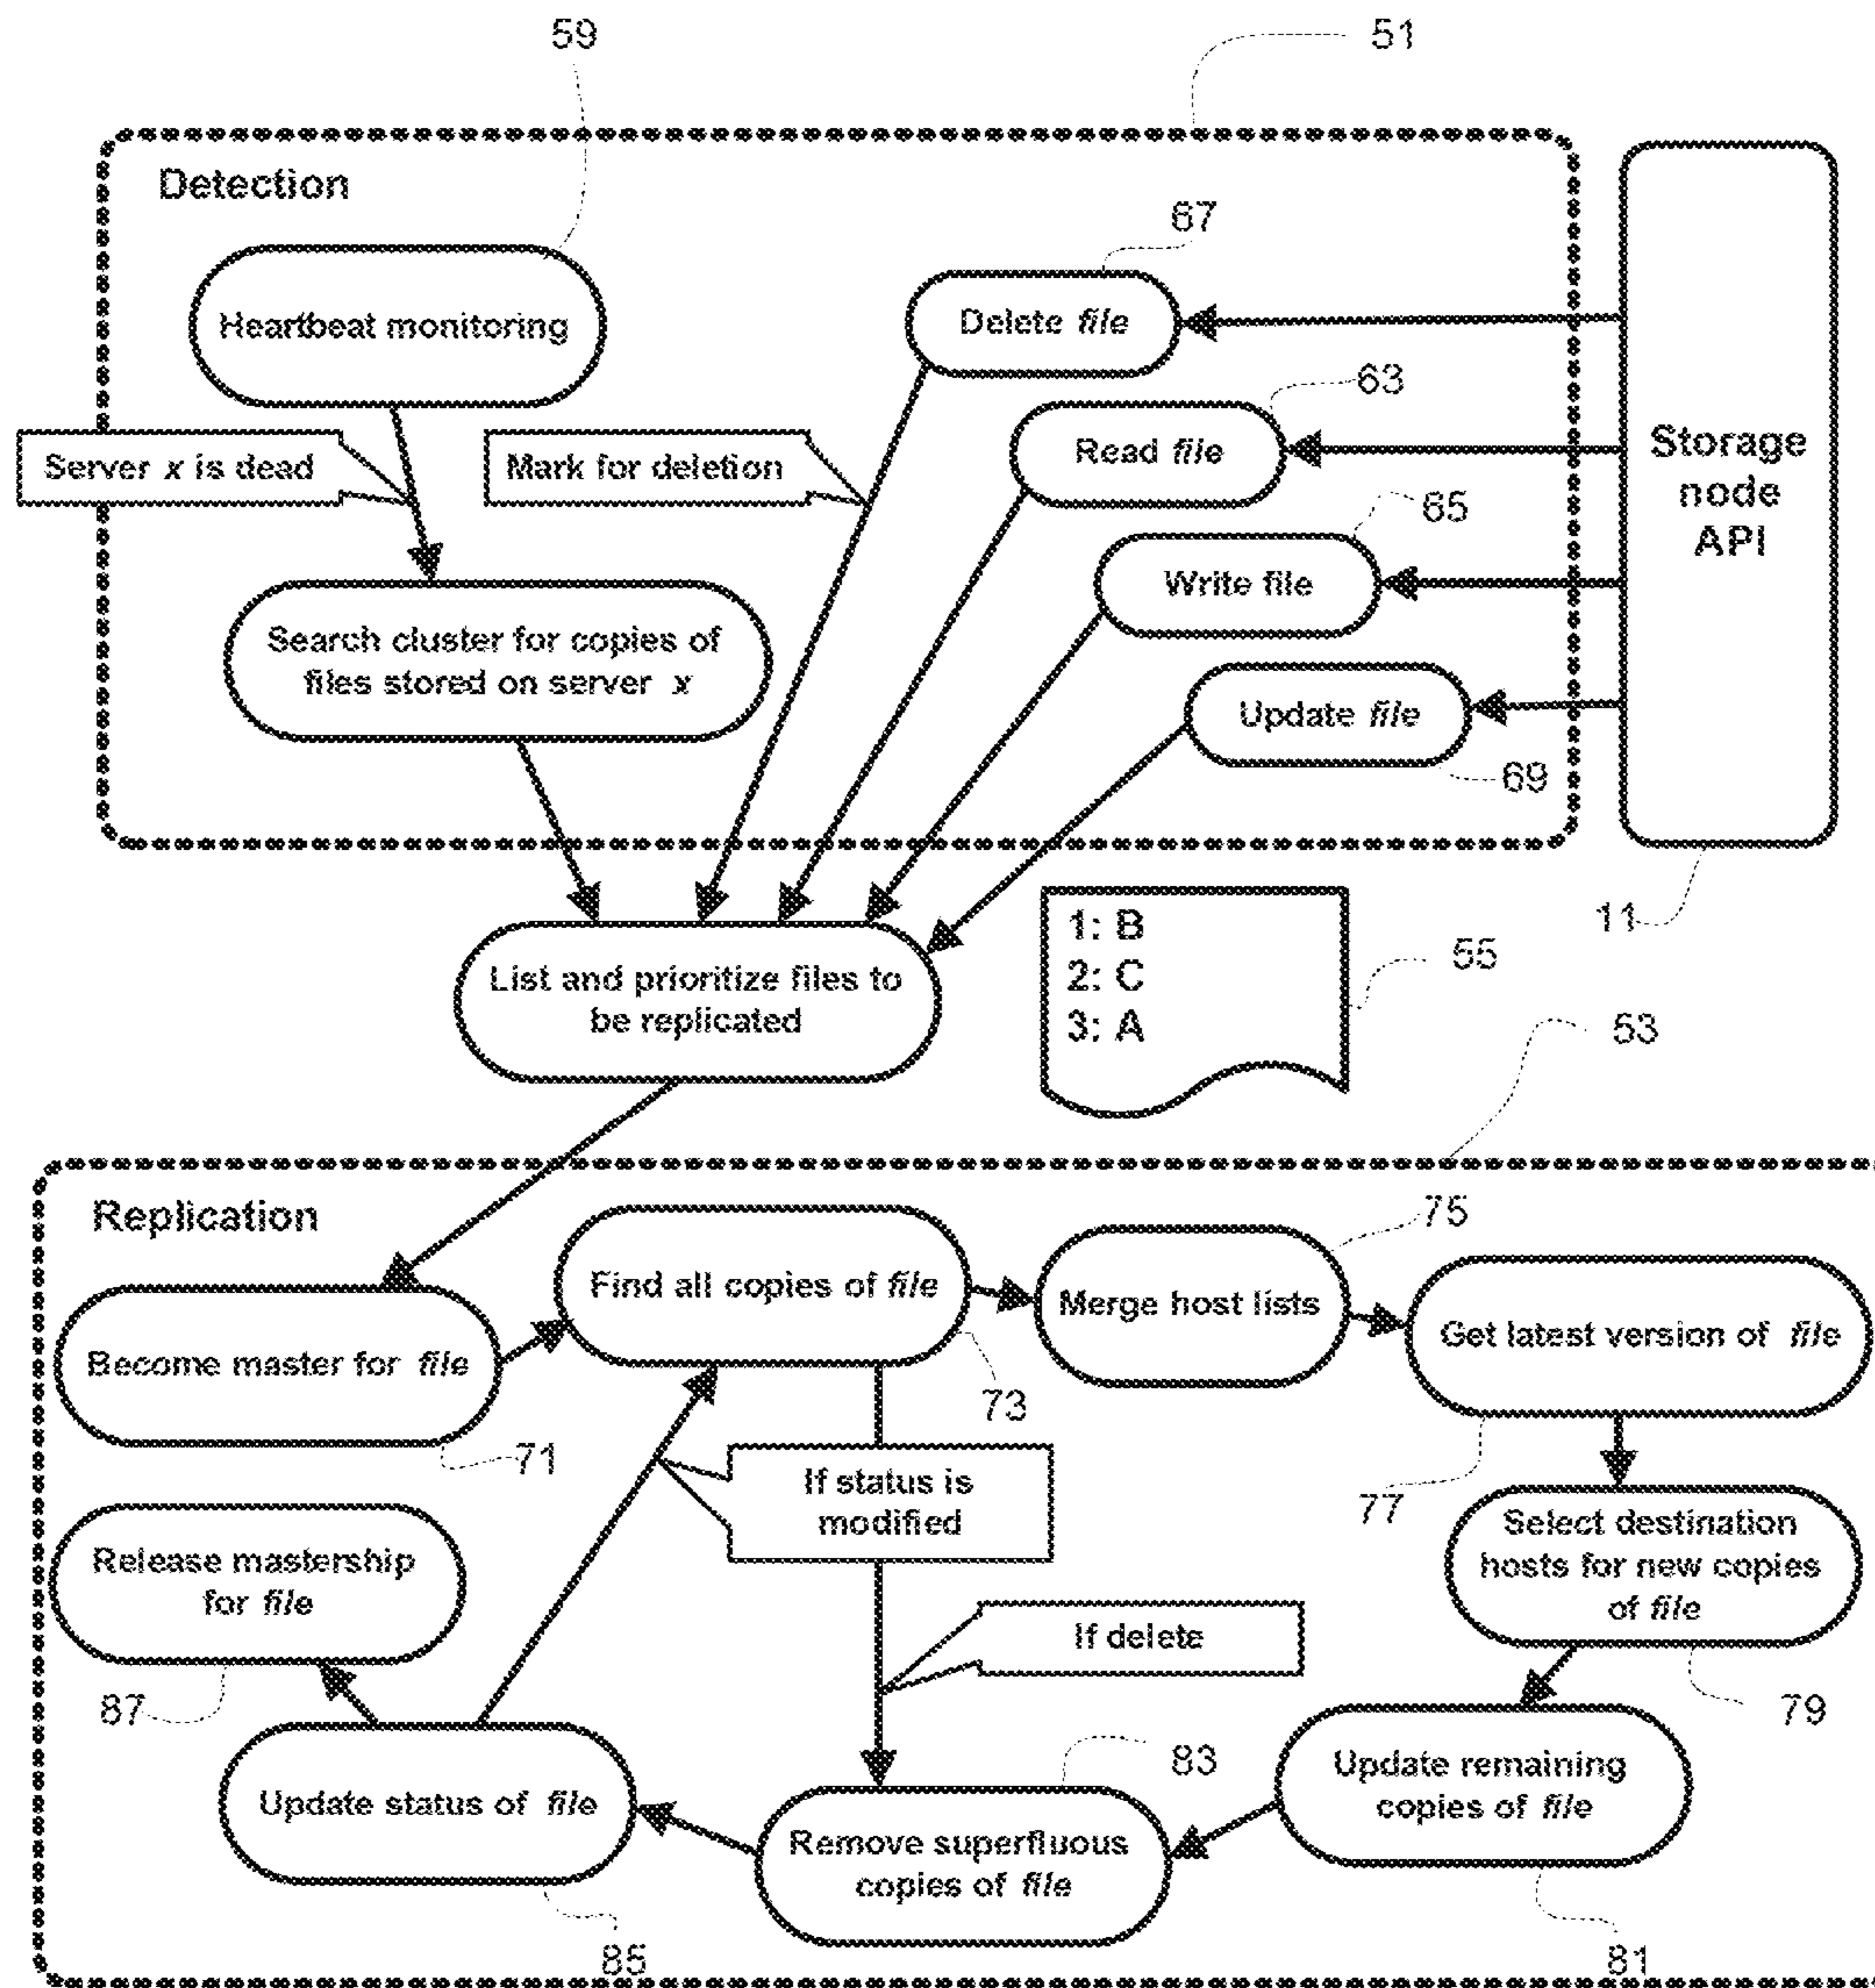 59
51
Detection
67
Heartbeat monitoring
Delete file
63
Server x is dead
Mark for deletion
Read file
Storage
node
API
65
Write file
Search cluster for copies of
files stored on server x
Update file
69
11
1: B
2: C
3: A
55
List and prioritize files to
be replicated
53
Replication
75
Find all copies of file
Merge host lists
Get latest version of file
Become master for file
73
71
If status is
modified
77
Select destination
hosts for new copies
of file
Release mastership
for file
If delete
87
79
83
Update remaining
copies of file
Update status of file
Remove superfluous
copies of file
85
81